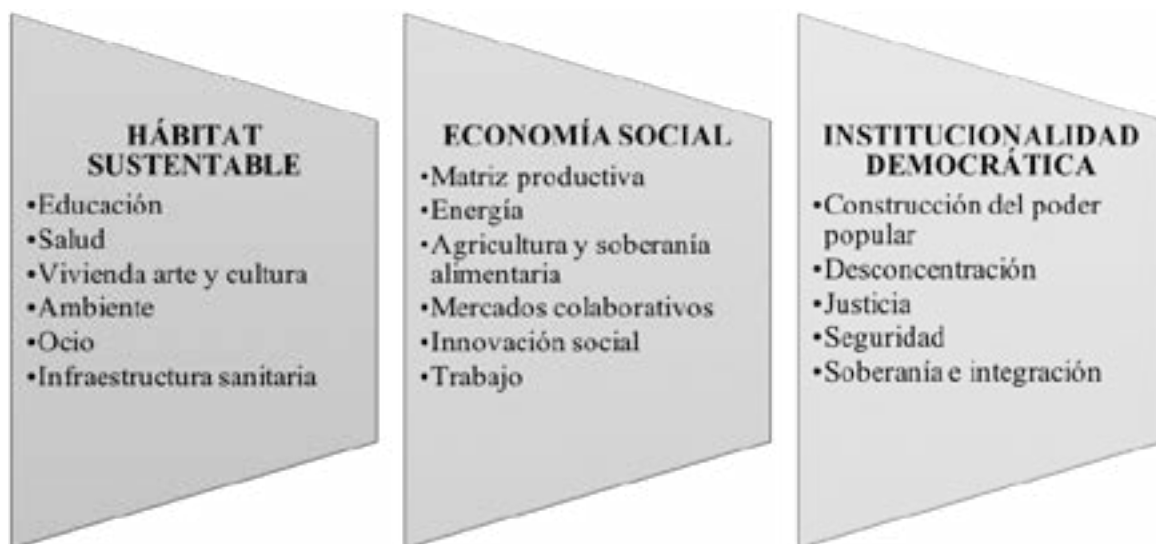 HÁBITAT
SUSTENTABLE
•Educación
•Salud
•Vivienda arte y cultura
•Ambiente
•Ocio
•Infraestructura sanitaria
ECONOMÍA SOCIAL
•Matriz productiva
•Energía
•Agricultura y soberanía
alimentaria
•Mercados colaborativos
•Innovación social
•Trabajo
INSTITUCIONALIDAD
DEMOCRÁTICA
•Construcción del poder
popular
•Desconcentración
•Justicia
•Seguridad
•Soberanía e integración